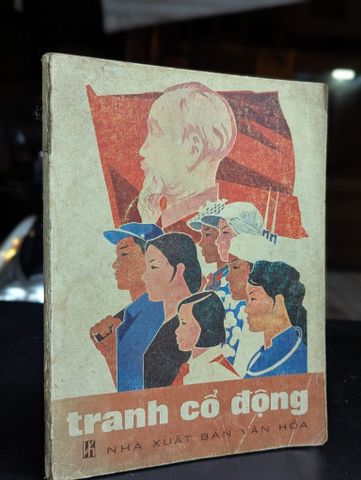 tranh cổ động
NHÀ XUẤT BẢN VĂN HÓA